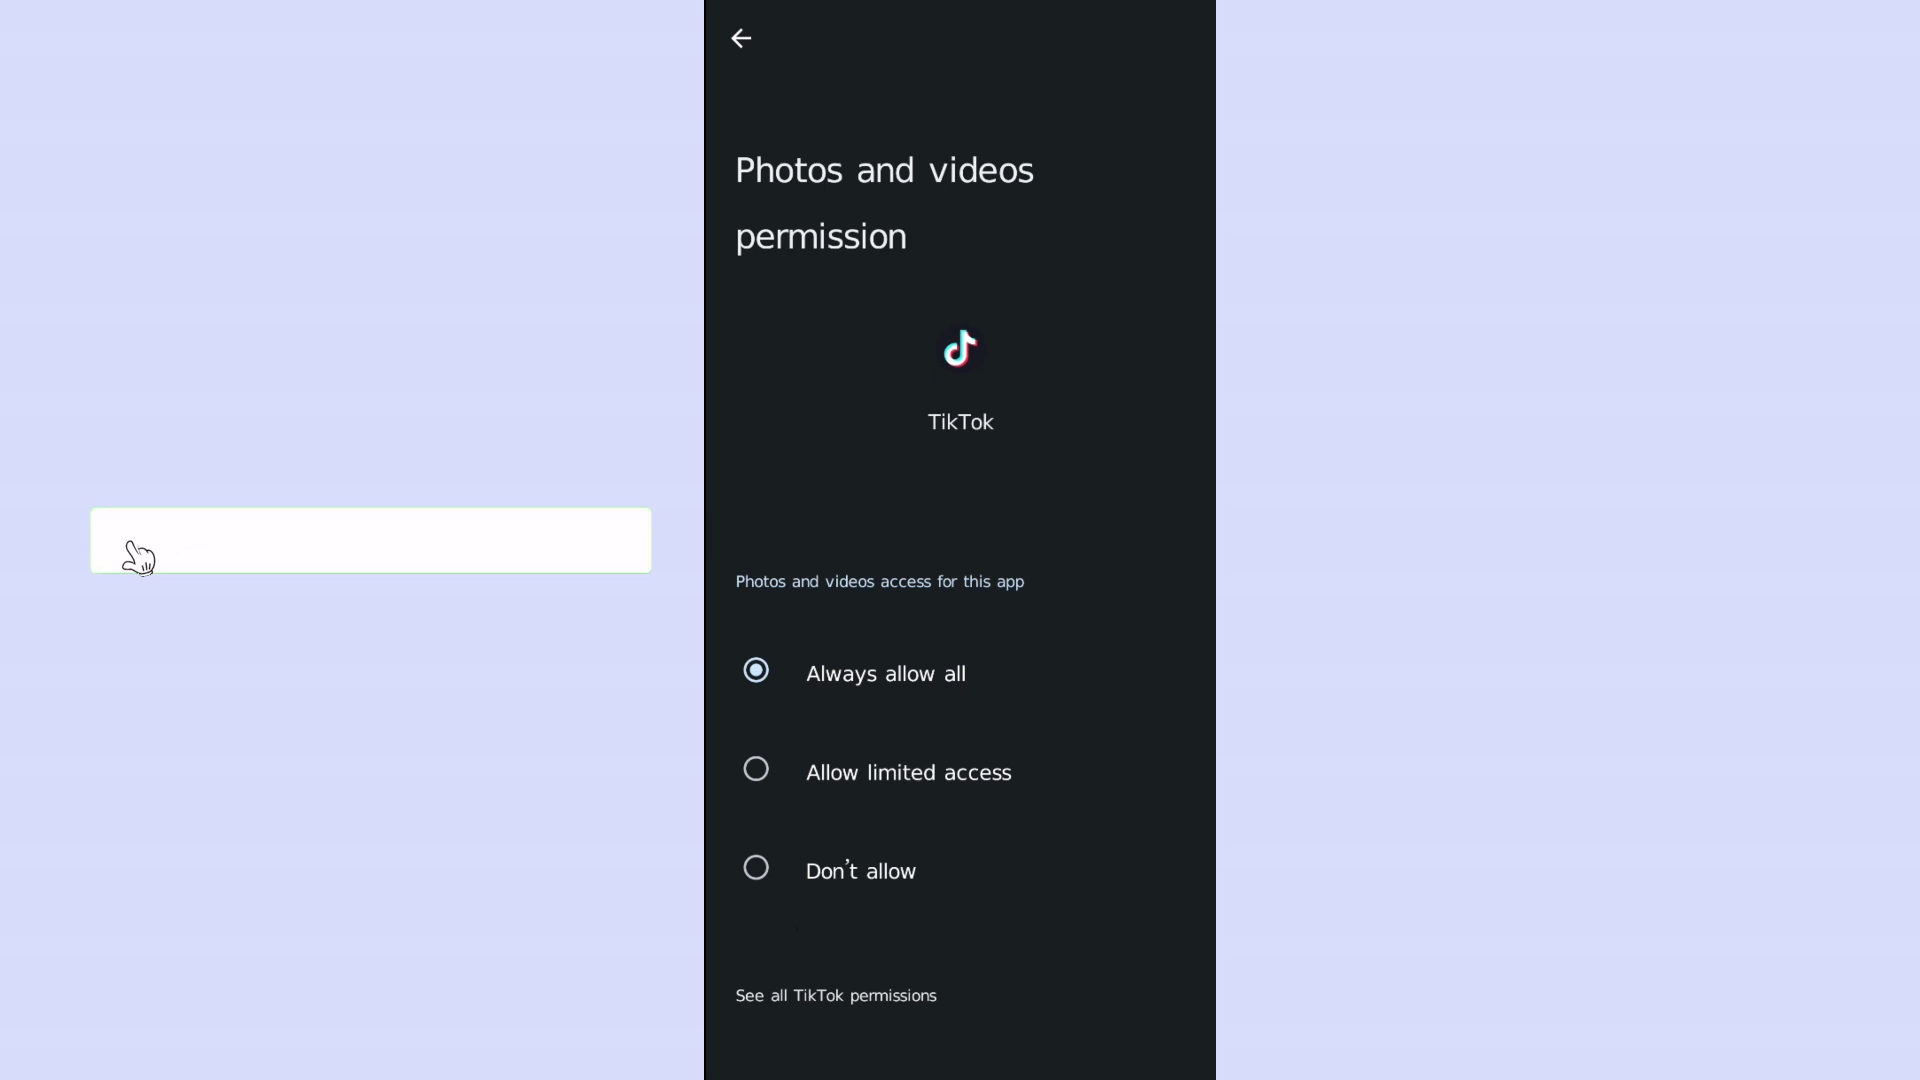 Photos and videos
permission
TikTok
Photos and videos access for this app
Always allow all
Allow limited access
Don't allow
See all TikTok permissions